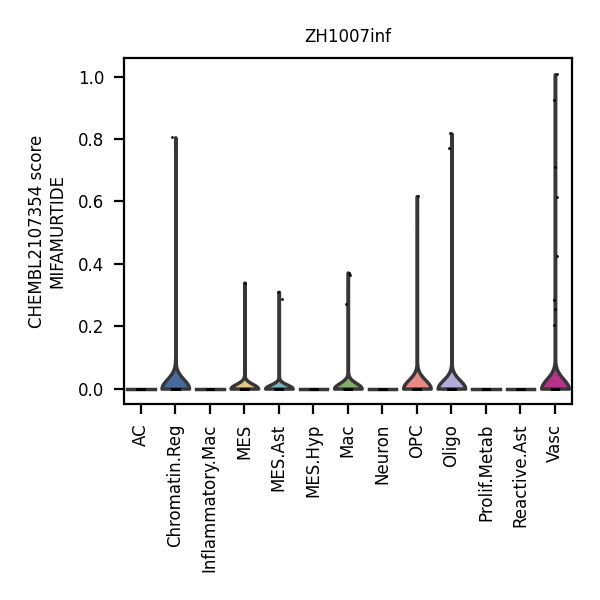 ZH1007inf
CHEMBL2107354 score
MIFAMURTIDE
1.0
0.8
0.6
0.4
0.2
0.0
AC
Chromatin.Reg
Inflammatory.Mac
MES
MES.Ast
MES.Hyp
Mac
Neuron
OPC
Oligo
Prolif.Metab
Reactive.Ast
Vasc